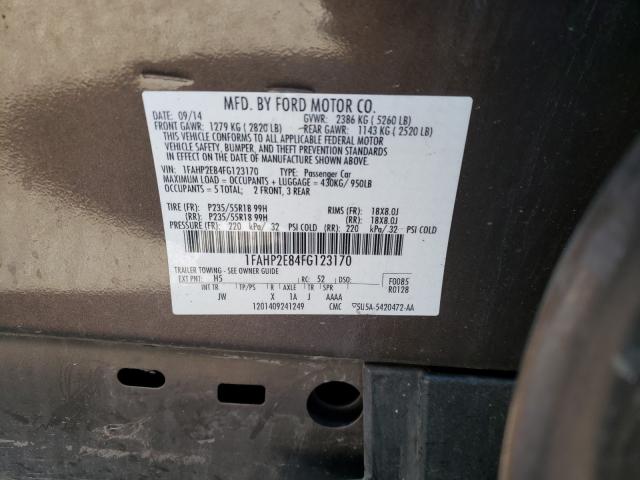 MFD. BY FORD MOTOR CO.
DATE: 09/14 GVWR: 2386 KG ( 5260 LB)
FRONT GAWR: 1279 KG ( 2820 LB) REAR GAWR: 1143 KG ( 2520 LB)
THIS VEHICLE CONFORMS TO ALL APPLICABLE FEDERAL MOTOR
VEHICLE SAFETY, BUMPER, AND THEFT PREVENTION STANDARDS
IN EFFECT ON THE DATE OF MANUFACTURE SHOWN ABOVE.
VIN: 1FAHP2E84FG123170 TYPE: Passenger Car
MAXIMUM LOAD = OCCUPANTS + LUGGAGE = 430KG/ 950LB
OCCUPANTS = 5 TOTAL; 2 FRONT, 3 REAR
TIRE (FR): P235/55R18 99H RIMS (FR): 18X8.0J
(RR): P235/55R18 99H (RR): 18X8.0J
PRESSURE (FR): 220 kPa/ 32 PSI COLD (RR): 220 kPa/ 32 PSI COLD
1FAHP2E84FG123170
TRAILER TOWING - SEE OWNER GUIDE
EXT PNT: H5 RC: 52 DSO: F0085
INT TR TP/PS R AXLE TR SPR R0128
JW X 1A J AAAA
1201409241249 CMC 5U5A-5420472-AA